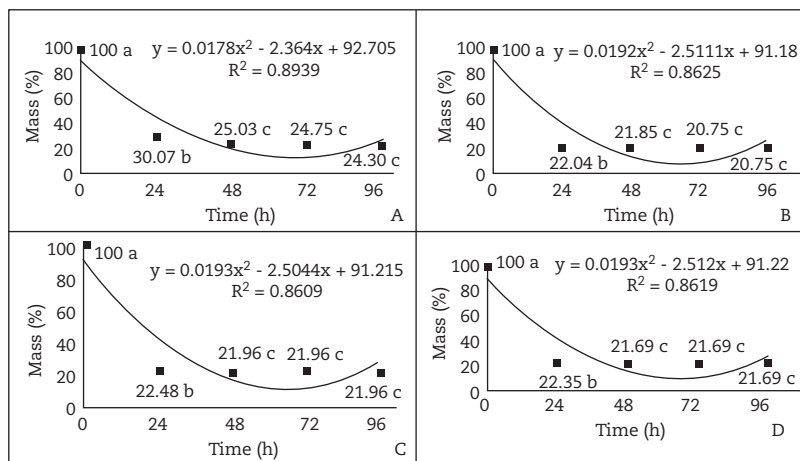 100
80
60
40
20
0
Mass (%)
100 a
y = 0.0178x² - 2.364x + 92.705
R² = 0.8939
30.07 b
25.03 c
24.75 c
24.30 c
0 24 48 72 96
Time (h)
A
100
80
60
40
20
0
Mass (%)
100 a
y = 0.0192x² - 2.5111x + 91.18
R² = 0.8625
22.04 b
21.85 c
20.75 c
20.75 c
0 24 48 72 96
Time (h)
B
100
80
60
40
20
0
Mass (%)
100 a
y = 0.0193x² - 2.5044x + 91.215
R² = 0.8609
22.48 b
21.96 c
21.96 c
21.96 c
24 48 72 96
Time (h)
C
100
80
60
40
20
0
Mass (%)
100 a
y = 0.0193x² - 2.512x + 91.22
R² = 0.8619
22.35 b
21.69 c
21.69 c
21.69 c
0 24 48 72 96
Time (h)
D